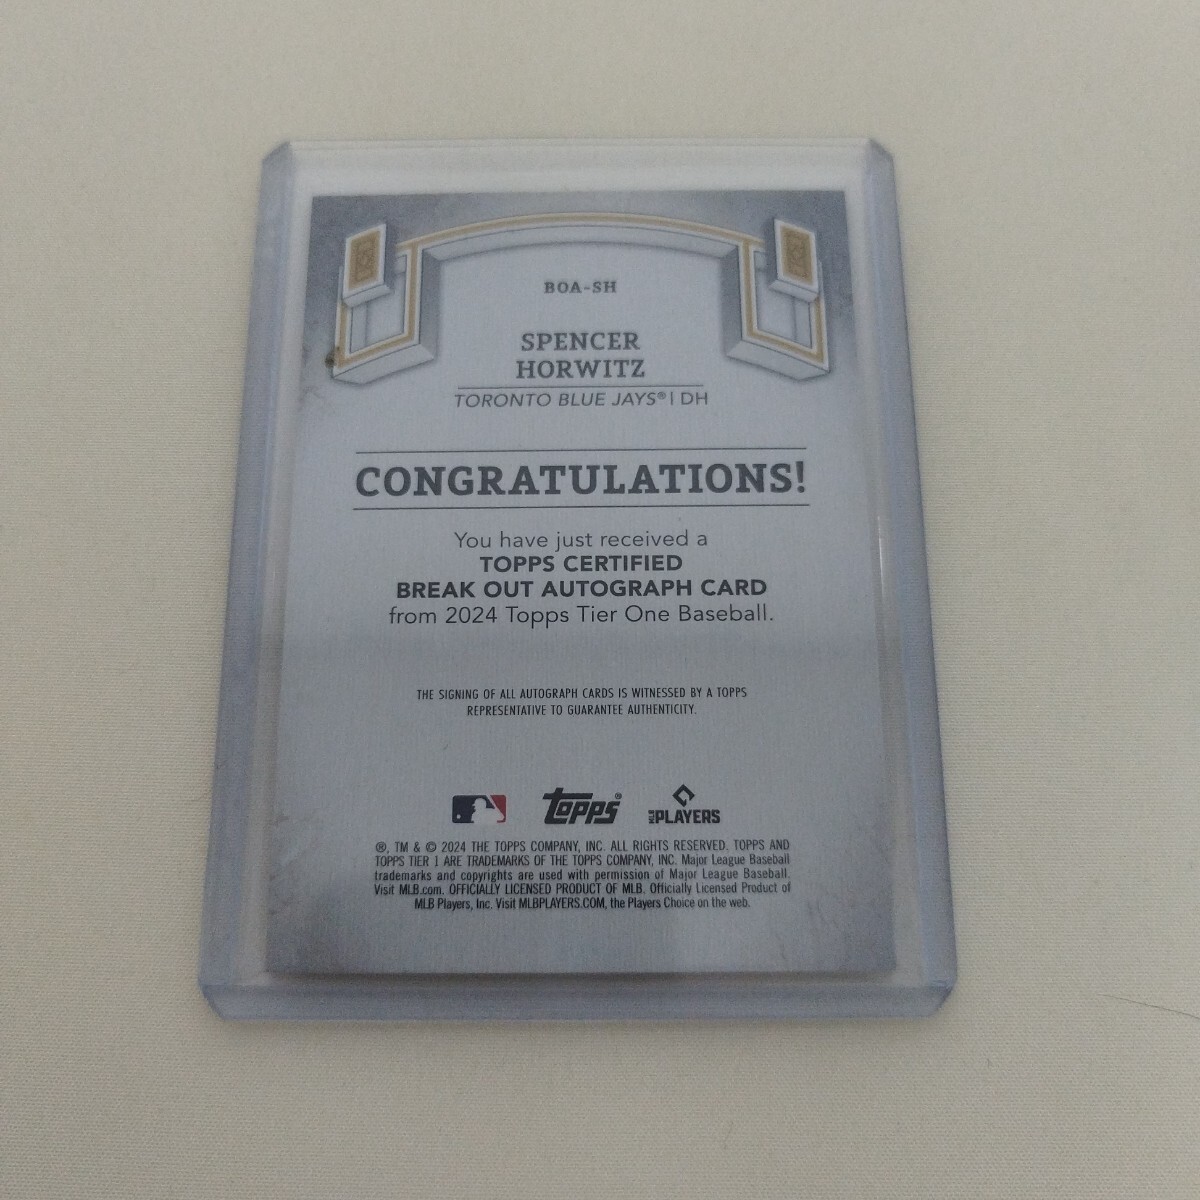 BOA-SH
SPENCER
HORWITZ
TORONTO BLUE JAYS® | DH
CONGRATULATIONS!
You have just received a
TOPPS CERTIFIED
BREAK OUT AUTOGRAPH CARD
from 2024 Topps Tier One Baseball.
THE SIGNING OF ALL AUTOGRAPH CARDS IS WITNESSED BY A TOPPS
REPRESENTATIVE TO GUARANTEE AUTHENTICITY.
topps® MLB PLAYERS
®, TM & © 2024 THE TOPPS COMPANY, INC. ALL RIGHTS RESERVED. TOPPS AND
TOPPS TIER 1 ARE TRADEMARKS OF THE TOPPS COMPANY, INC. Major League Baseball
trademarks and copyrights are used with permission of Major League Baseball.
Visit MLB.com. OFFICIALLY LICENSED PRODUCT OF MLB. Officially Licensed Product of
MLB Players, Inc. Visit MLBPLAYERS.COM, the Players Choice on the web.